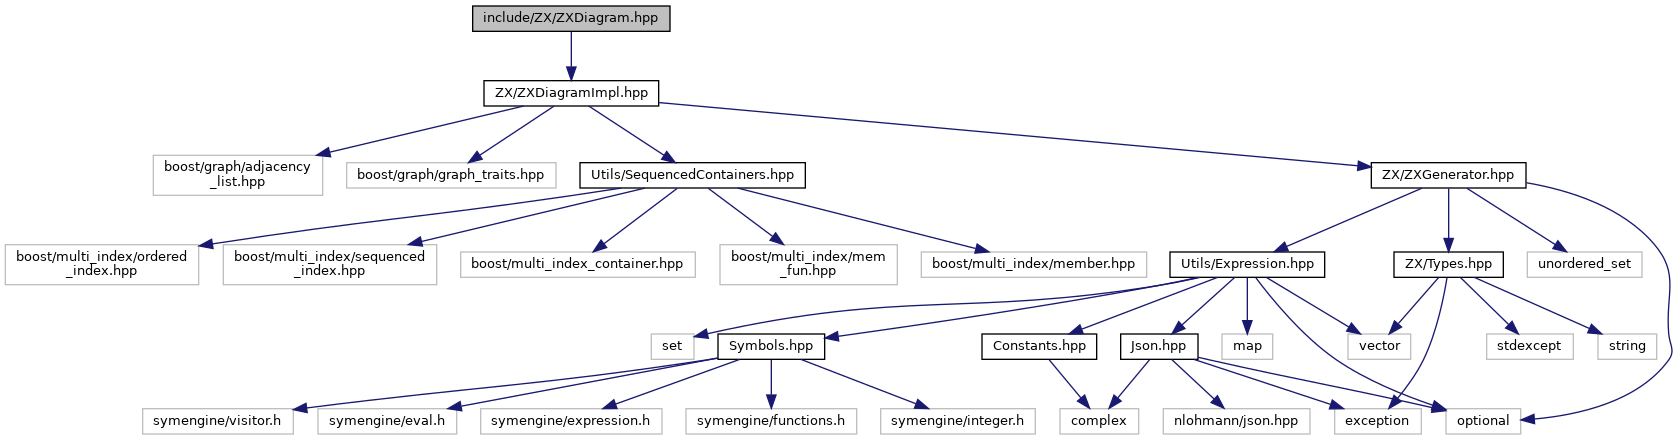 include/ZX/ZXDiagram.hpp
ZX/ZXDiagramImpl.hpp
boost/graph/adjacency
_list.hpp
boost/graph/graph_traits.hpp
Utils/SequencedContainers.hpp
ZX/ZXGenerator.hpp
boost/multi_index/ordered
_index.hpp
boost/multi_index/sequenced
_index.hpp
boost/multi_index_container.hpp
boost/multi_index/mem
_fun.hpp
boost/multi_index/member.hpp
Utils/Expression.hpp
ZX/Types.hpp
unordered_set
set
Symbols.hpp
Constants.hpp
Json.hpp
map
vector
stdexcept
string
symengine/visitor.h
symengine/eval.h
symengine/expression.h
symengine/functions.h
symengine/integer.h
complex
nlohmann/json.hpp
exception
optional